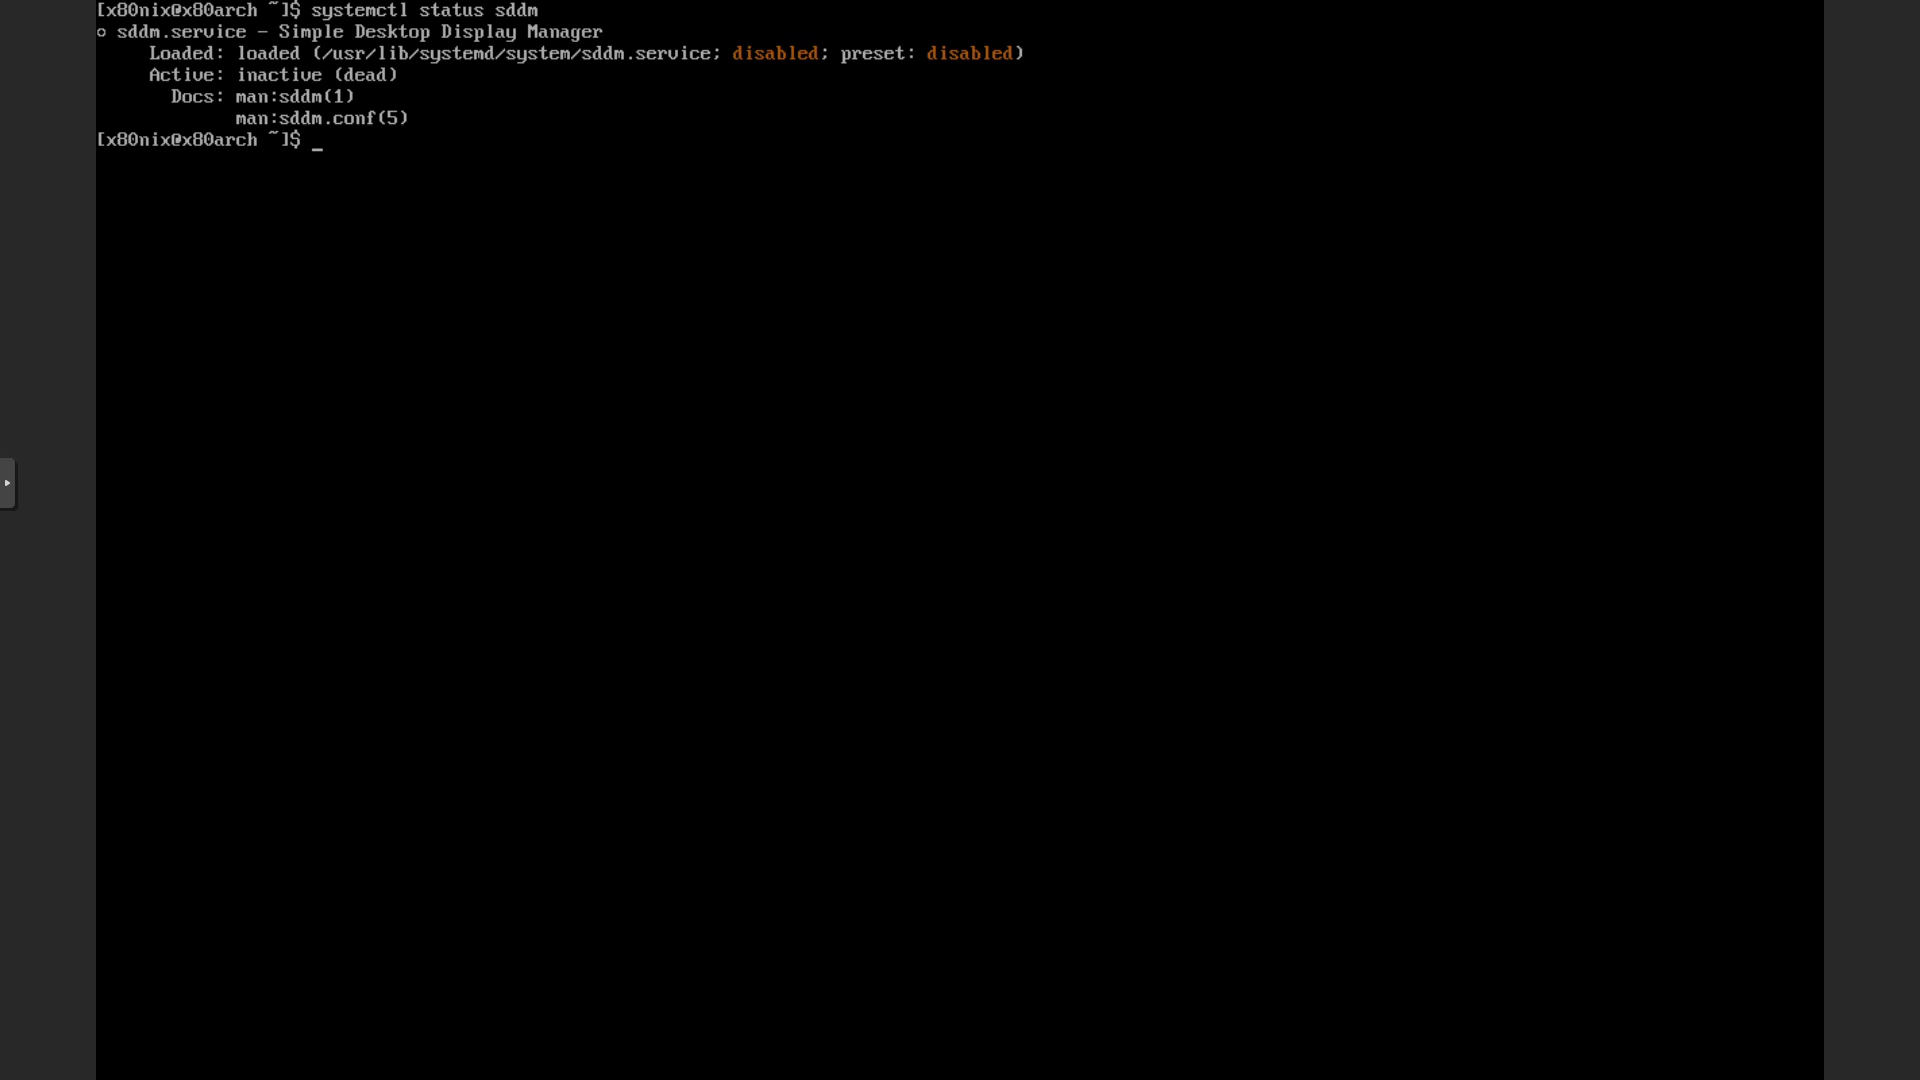 [x80nix@x80arch ~]$ systemctl status sddm
○ sddm.service - Simple Desktop Display Manager
     Loaded: loaded (/usr/lib/systemd/system/sddm.service; disabled; preset: disabled)
     Active: inactive (dead)
       Docs: man:sddm(1)
             man:sddm.conf(5)
[x80nix@x80arch ~]$ _